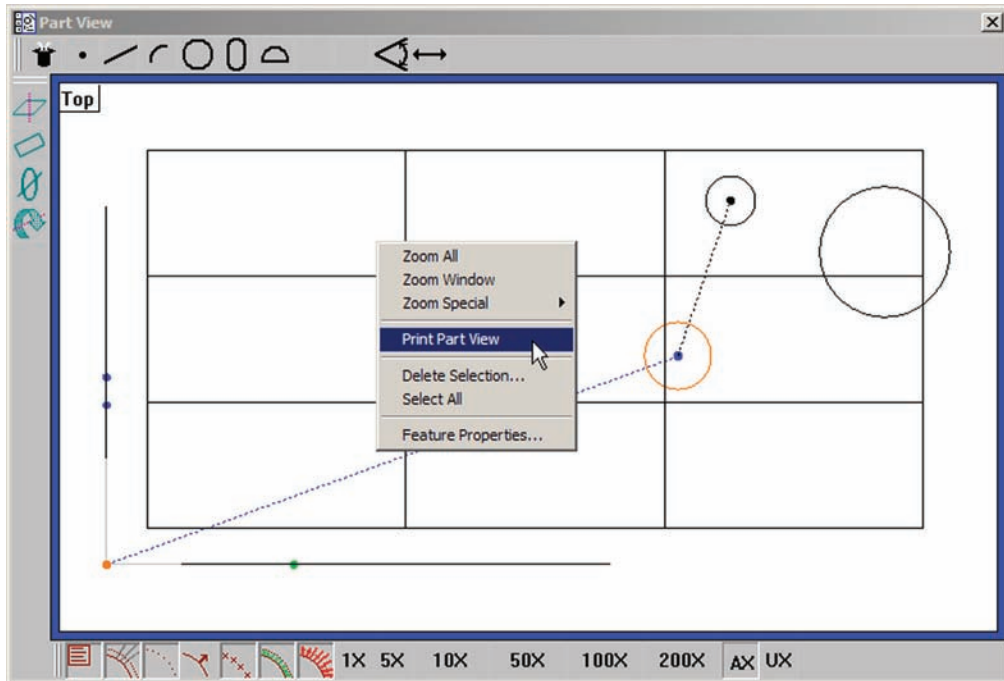 Part View
Top
Zoom All
Zoom Window
Zoom Special
Print Part View
Delete Selection...
Select All
Feature Properties...
1X 5X 10X 50X 100X 200X AX UX